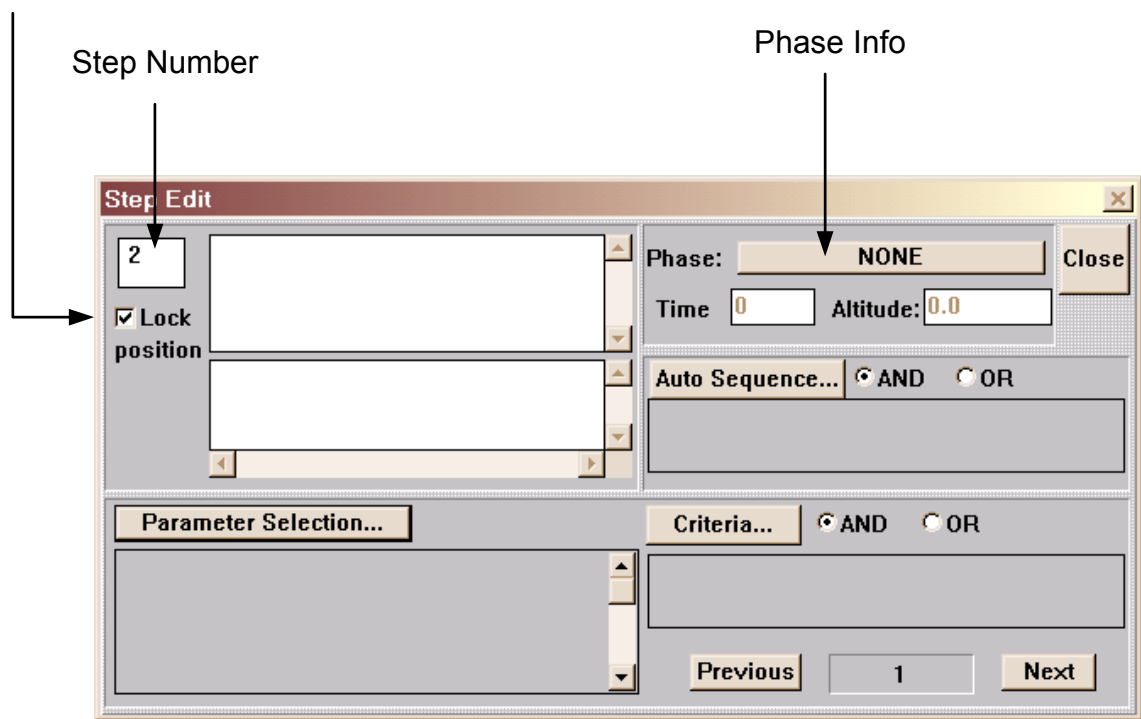 Step Number
Phase Info
Step Edit
2
Lock
position
Phase: NONE
Close
Time 0 Altitude: 0.0
Auto Sequence... AND OR
Parameter Selection...
Criteria... AND OR
Previous 1 Next